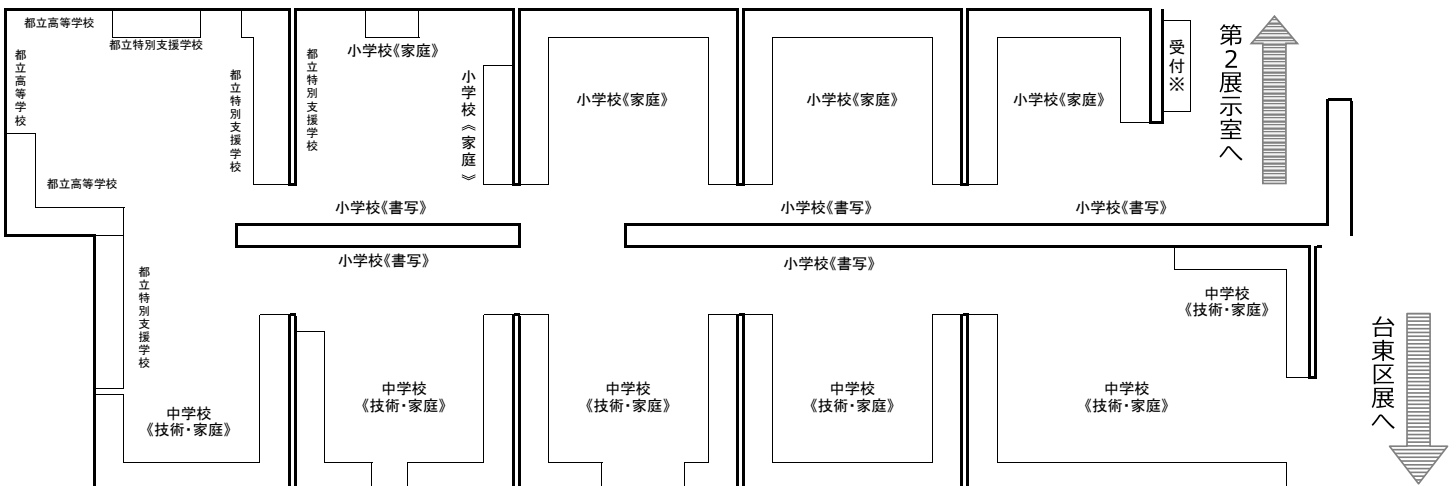 都立高等学校
都立特別支援学校
都立高等学校
都立特別支援学校
都立特別支援学校
小学校《家庭》
小学校《家庭》
小学校《家庭》
小学校《家庭》
小学校《家庭》
受付※
第2展示室へ
都立高等学校
小学校《書写》
小学校《書写》
小学校《書写》
小学校《書写》
小学校《書写》
都立特別支援学校
中学校
《技術・家庭》
台東区展へ
中学校
《技術・家庭》
中学校
《技術・家庭》
中学校
《技術・家庭》
中学校
《技術・家庭》
中学校
《技術・家庭》